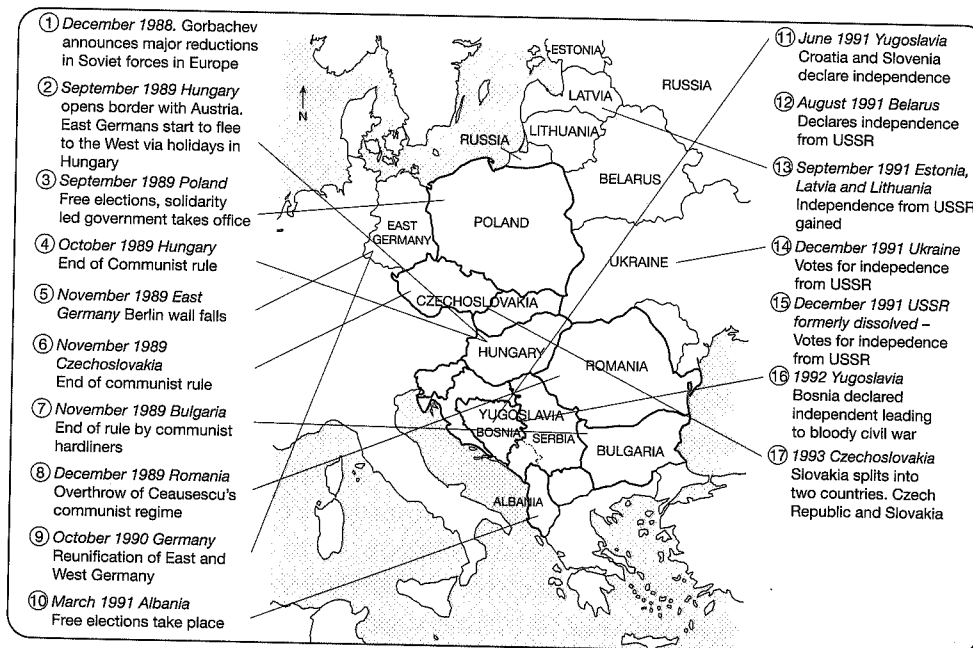 ① December 1988. Gorbachev
announces major reductions
in Soviet forces in Europe
② September 1989 Hungary
opens border with Austria.
East Germans start to flee
to the West via holidays in
Hungary
③ September 1989 Poland
Free elections, solidarity
led government takes office
④ October 1989 Hungary
End of Communist rule
⑤ November 1989 East
Germany Berlin wall falls
⑥ November 1989
Czechoslovakia
End of communist rule
⑦ November 1989 Bulgaria
End of rule by communist
hardliners
⑧ December 1989 Romania
Overthrow of Ceausescu's
communist regime
⑨ October 1990 Germany
Reunification of East and
West Germany
⑩ March 1991 Albania
Free elections take place
N
ESTONIA
LATVIA
RUSSIA
LITHUANIA
RUSSIA
BELARUS
POLAND
EAST
GERMANY
UKRAINE
CZECHOSLOVAKIA
HUNGARY
ROMANIA
YUGOSLAVIA
BOSNIA
SERBIA
BULGARIA
ALBANIA
⑪ June 1991 Yugoslavia
Croatia and Slovenia
declare independence
⑫ August 1991 Belarus
Declares independence
from USSR
⑬ September 1991 Estonia,
Latvia and Lithuania
Independence from USSR
gained
⑭ December 1991 Ukraine
Votes for indepedence
from USSR
⑮ December 1991 USSR
formerly dissolved –
Votes for indepedence
from USSR
⑯ 1992 Yugoslavia
Bosnia declared
independent leading
to bloody civil war
⑰ 1993 Czechoslovakia
Slovakia splits into
two countries. Czech
Republic and Slovakia